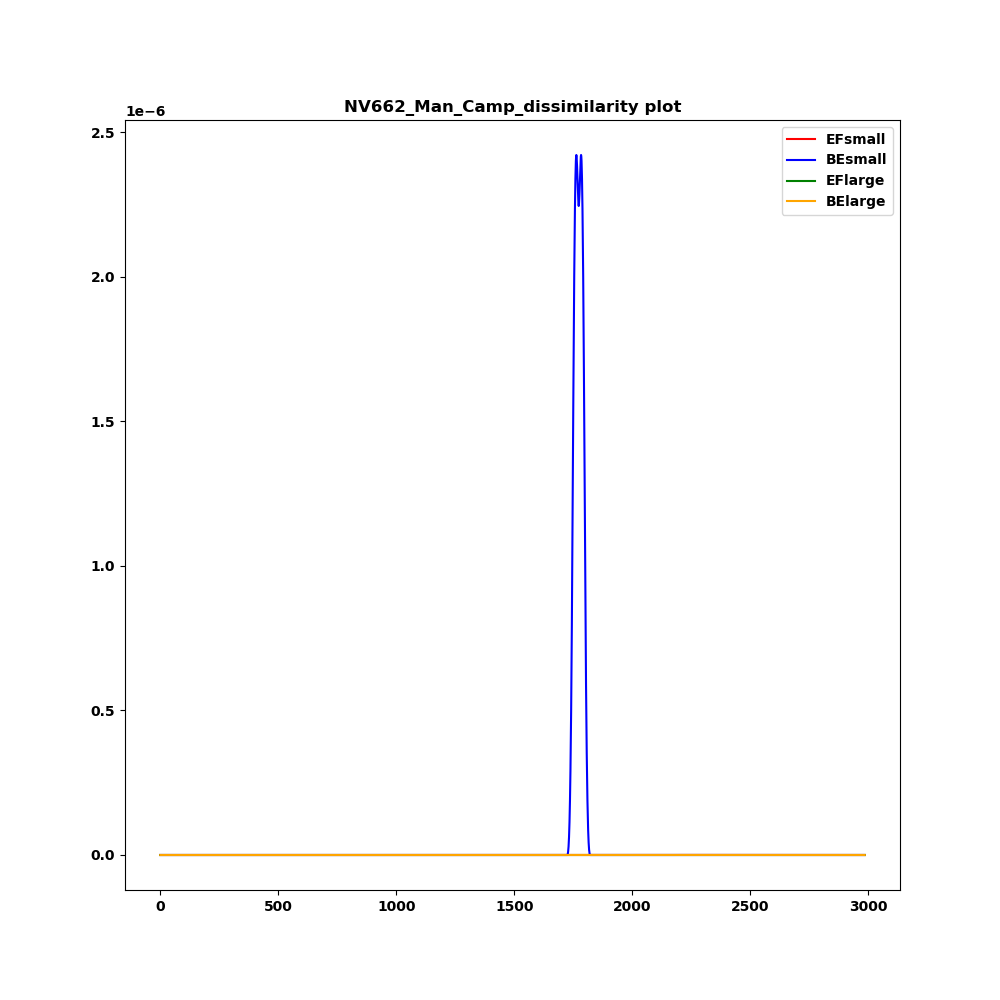 NV662_Man_Camp_dissimilarity plot
1e−6
2.5
2.0
1.5
1.0
0.5
0.0
0 500 1000 1500 2000 2500 3000
EFsmall
BEsmall
EFlarge
BElarge